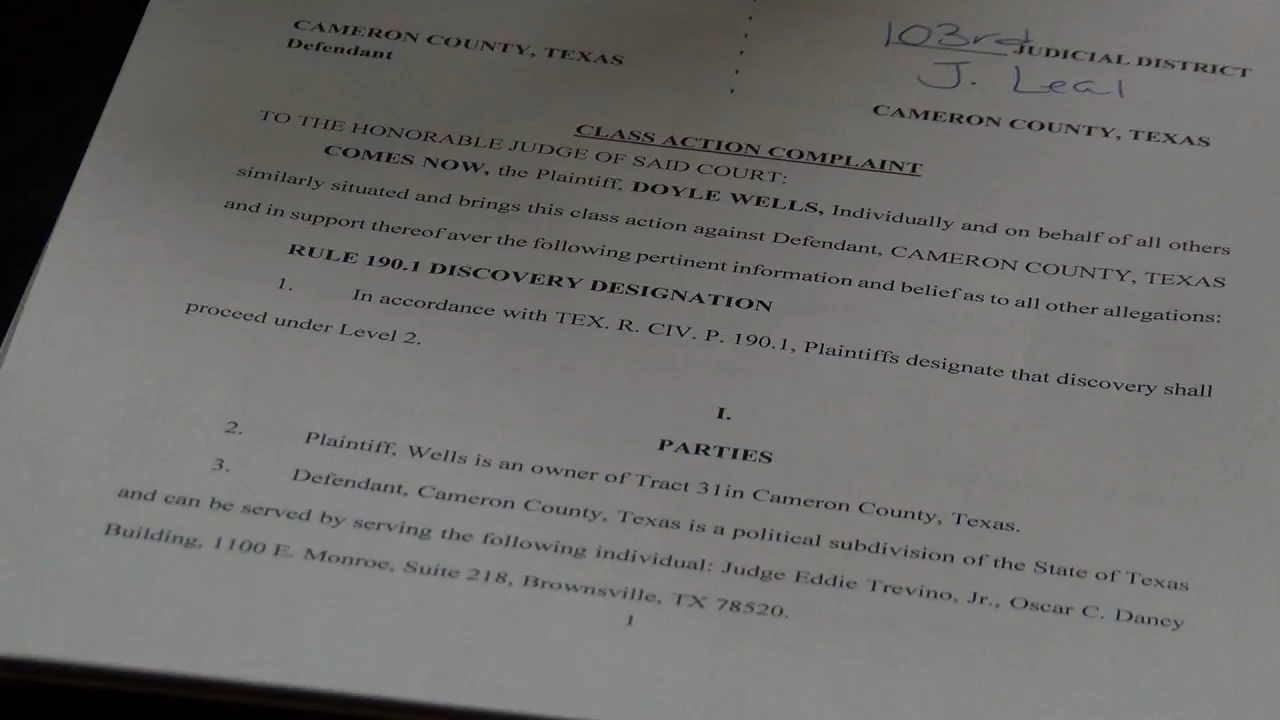 CAMERON COUNTY, TEXAS
Defendant
103rd JUDICIAL DISTRICT
J. Leal
CAMERON COUNTY, TEXAS
CLASS ACTION COMPLAINT
TO THE HONORABLE JUDGE OF SAID COURT:
COMES NOW, the Plaintiff, DOYLE WELLS, Individually and on behalf of all others
similarly situated and brings this class action against Defendant, CAMERON COUNTY, TEXAS
and in support thereof aver the following pertinent information and belief as to all other allegations:
RULE 190.1 DISCOVERY DESIGNATION
1. In accordance with TEX. R. CIV. P. 190.1, Plaintiffs designate that discovery shall
proceed under Level 2.
I.
PARTIES
2. Plaintiff, Wells is an owner of Tract 31in Cameron County, Texas.
3. Defendant, Cameron County, Texas is a political subdivision of the State of Texas
and can be served by serving the following individual: Judge Eddie Trevino, Jr., Oscar C. Dancy
Building, 1100 E. Monroe, Suite 218, Brownsville, TX 78520.
1